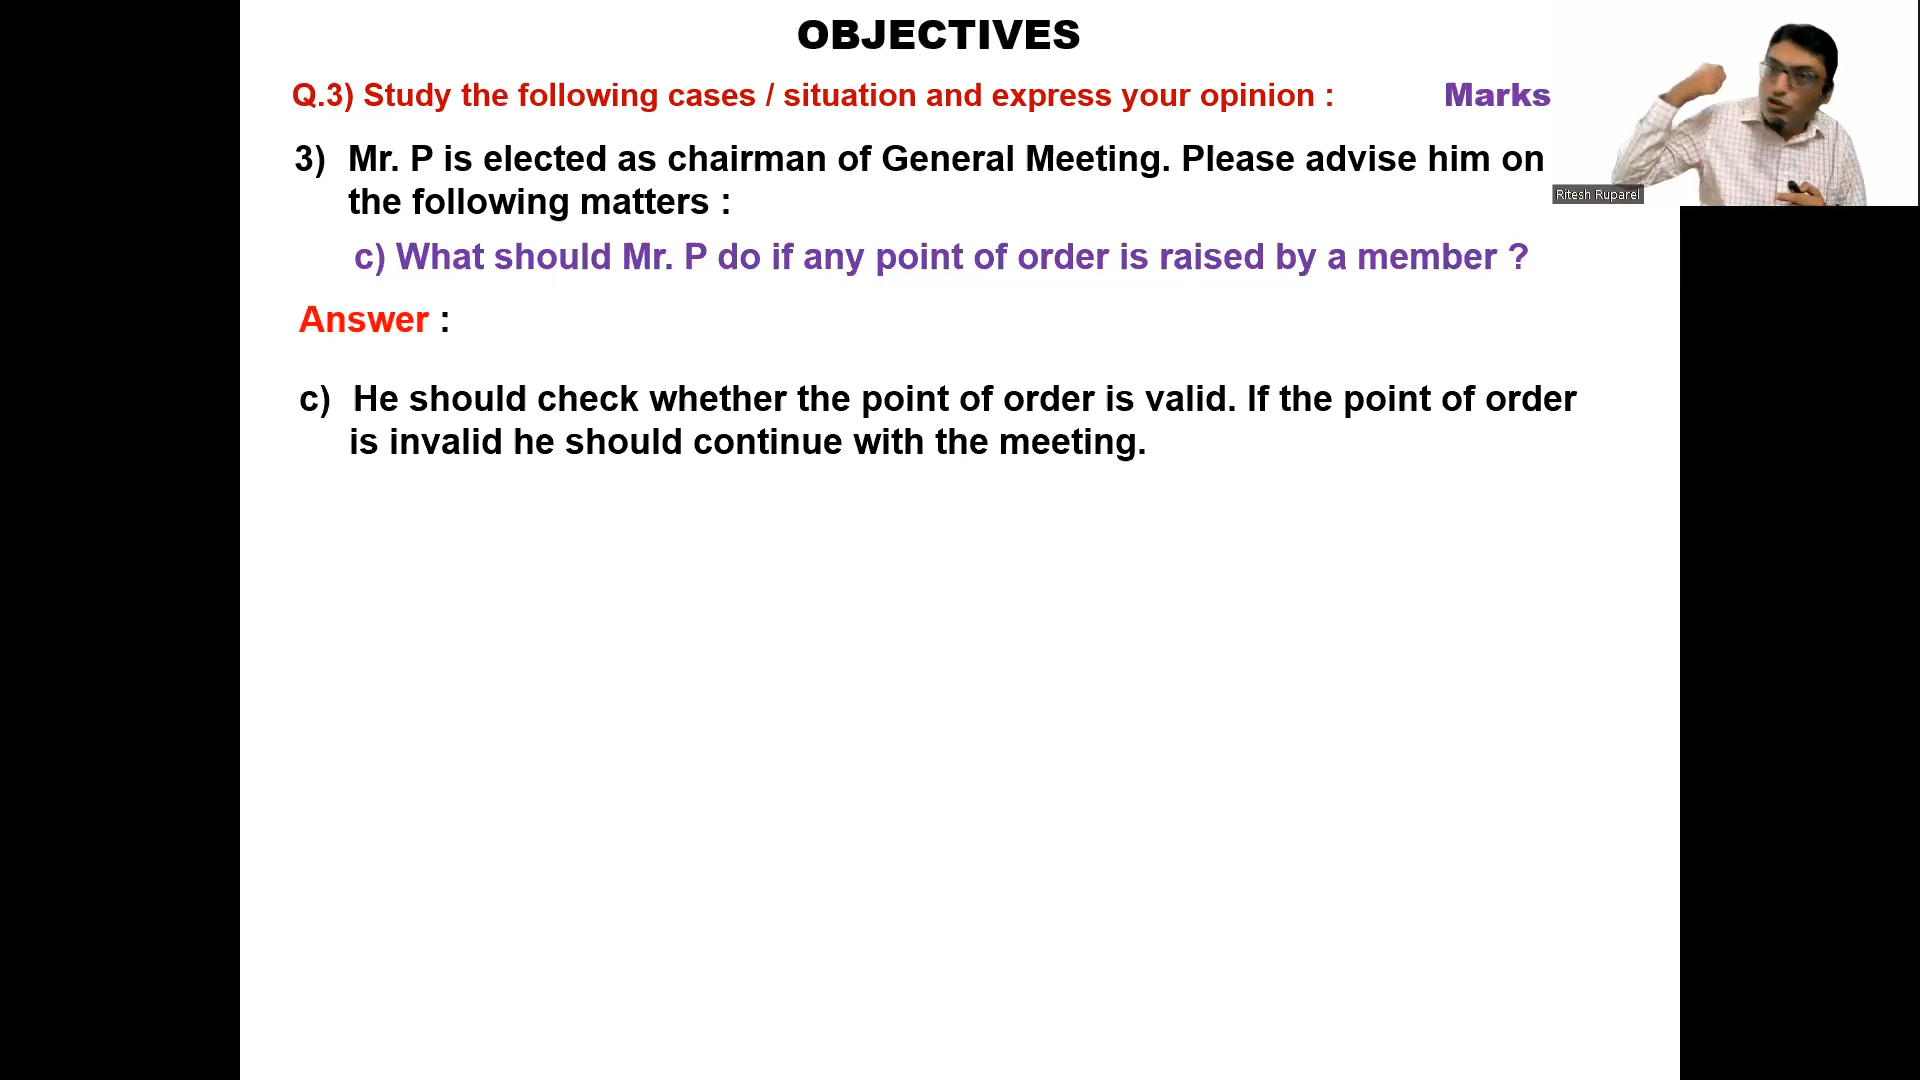 OBJECTIVES
Q.3) Study the following cases / situation and express your opinion : Marks
3) Mr. P is elected as chairman of General Meeting. Please advise him on
the following matters :
Ritesh Ruparel
c) What should Mr. P do if any point of order is raised by a member ?
Answer :
c) He should check whether the point of order is valid. If the point of order
is invalid he should continue with the meeting.